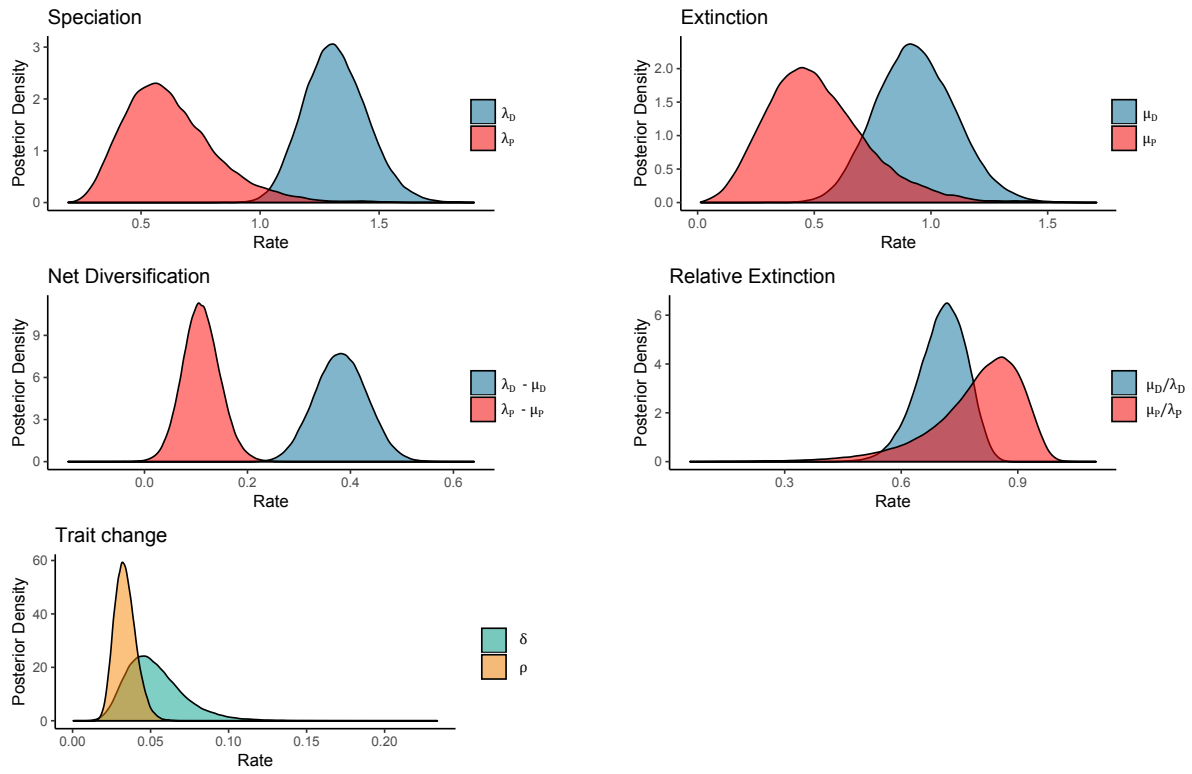 Speciation
Posterior Density
3
2
1
0
0.5 1.0 1.5
Rate
λD
λP
Extinction
Posterior Density
2.0
1.5
1.0
0.5
0.0
0.0 0.5 1.0 1.5
Rate
μD
μP
Net Diversification
Posterior Density
9
6
3
0
0.0 0.2 0.4 0.6
Rate
λD - μD
λP - μP
Relative Extinction
Posterior Density
6
4
2
0
0.3 0.6 0.9
Rate
μD/λD
μP/λP
Trait change
Posterior Density
60
40
20
0
0.00 0.05 0.10 0.15 0.20
Rate
δ
ρ